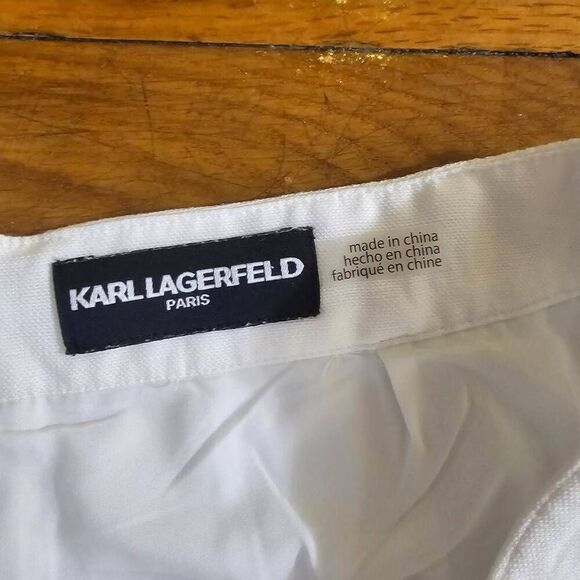 KARL LAGERFELD
PARIS
made in china
hecho en china
fabriqué en chine